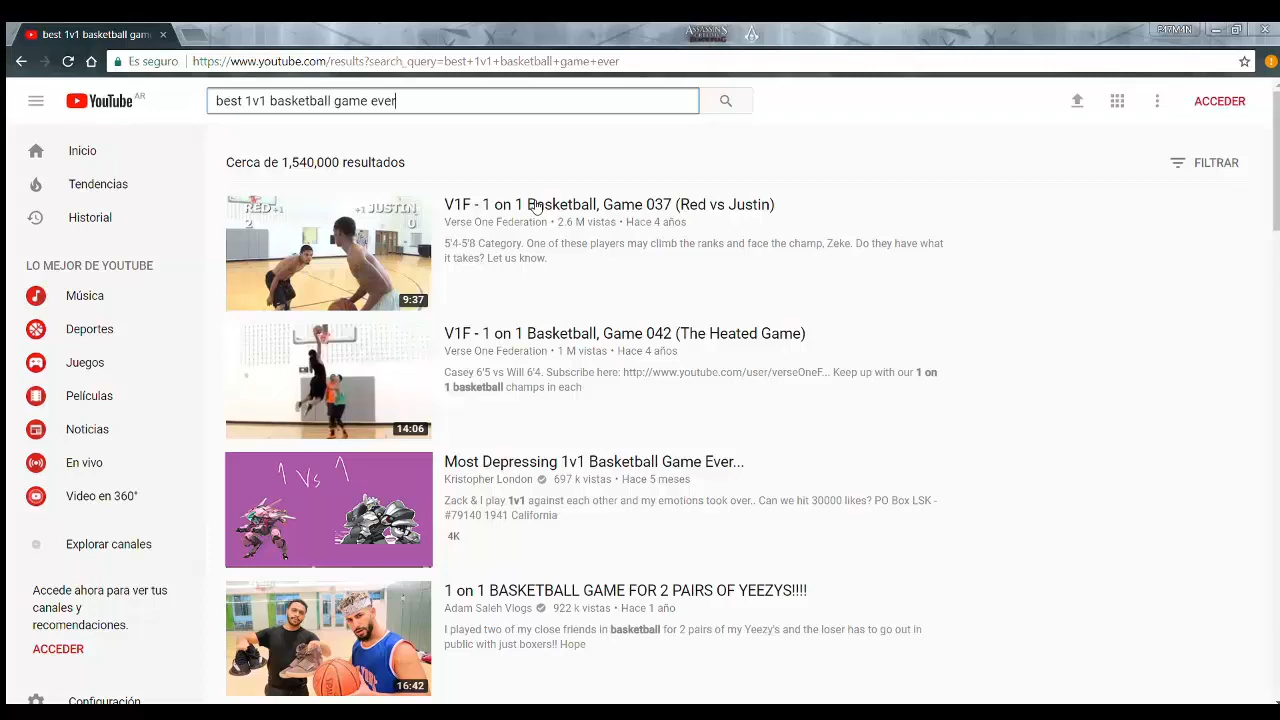 best 1v1 basketball gam
ASSASSIN'S
P47M4N
Es seguro
https://www.youtube.com/results?search_query=best+1v1+basketball+game+ever
YouTube AR
best 1v1 basketball game ever
ACCEDER
Inicio
Tendencias
Historial
LO MEJOR DE YOUTUBE
Música
Deportes
Juegos
Películas
Noticias
En vivo
Video en 360°
Explorar canales
Accede ahora para ver tus
canales y
recomendaciones.
ACCEDER
Configuración
Cerca de 1,540,000 resultados
FILTRAR
RED +1
2
+1 JUSTIN
0
9:37
V1F - 1 on 1 Basketball, Game 037 (Red vs Justin)
Verse One Federation • 2.6 M vistas • Hace 4 años
5'4-5'8 Category. One of these players may climb the ranks and face the champ, Zeke. Do they have what
it takes? Let us know.
14:06
V1F - 1 on 1 Basketball, Game 042 (The Heated Game)
Verse One Federation • 1 M vistas • Hace 4 años
Casey 6'5 vs Will 6'4. Subscribe here: http://www.youtube.com/user/verseOneF... Keep up with our 1 on
1 basketball champs in each
1 Vs 1
Most Depressing 1v1 Basketball Game Ever...
Kristopher London 697 k vistas • Hace 5 meses
Zack & I play 1v1 against each other and my emotions took over.. Can we hit 30000 likes? PO Box LSK -
#79140 1941 California
4K
16:42
1 on 1 BASKETBALL GAME FOR 2 PAIRS OF YEEZYS!!!!
Adam Saleh Vlogs 922 k vistas • Hace 1 año
I played two of my close friends in basketball for 2 pairs of my Yeezy's and the loser has to go out in
public with just boxers!! Hope